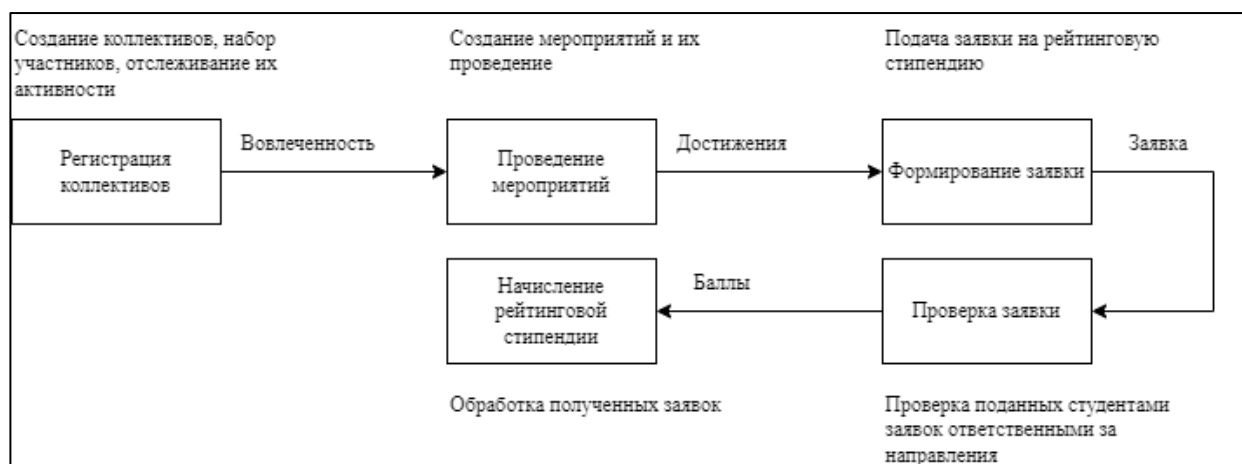 Создание коллективов, набор
участников, отслеживание их
активности
Создание мероприятий и их
проведение
Подача заявки на рейтинговую
стипендию
Регистрация
коллективов
Вовлеченность
Проведение
мероприятий
Достижения
Формирование заявки
Заявка
Начисление
рейтинговой
стипендии
Баллы
Проверка заявки
Обработка полученных заявок
Проверка поданных студентами
заявок ответственными за
направления